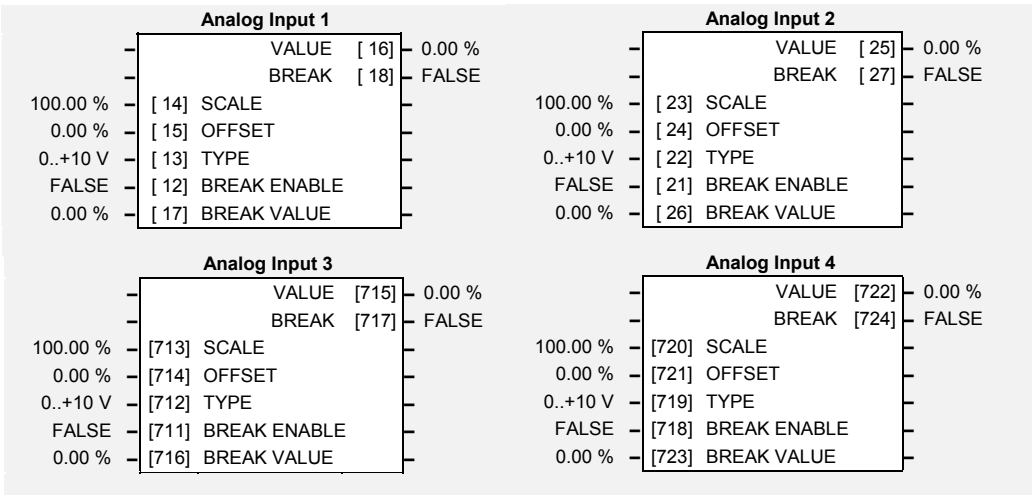 Analog Input 1
VALUE [ 16] 0.00 %
BREAK [ 18] FALSE
100.00 % [ 14] SCALE
0.00 % [ 15] OFFSET
0..+10 V [ 13] TYPE
FALSE [ 12] BREAK ENABLE
0.00 % [ 17] BREAK VALUE
Analog Input 2
VALUE [ 25] 0.00 %
BREAK [ 27] FALSE
100.00 % [ 23] SCALE
0.00 % [ 24] OFFSET
0..+10 V [ 22] TYPE
FALSE [ 21] BREAK ENABLE
0.00 % [ 26] BREAK VALUE
Analog Input 3
VALUE [715] 0.00 %
BREAK [717] FALSE
100.00 % [713] SCALE
0.00 % [714] OFFSET
0..+10 V [712] TYPE
FALSE [711] BREAK ENABLE
0.00 % [716] BREAK VALUE
Analog Input 4
VALUE [722] 0.00 %
BREAK [724] FALSE
100.00 % [720] SCALE
0.00 % [721] OFFSET
0..+10 V [719] TYPE
FALSE [718] BREAK ENABLE
0.00 % [723] BREAK VALUE